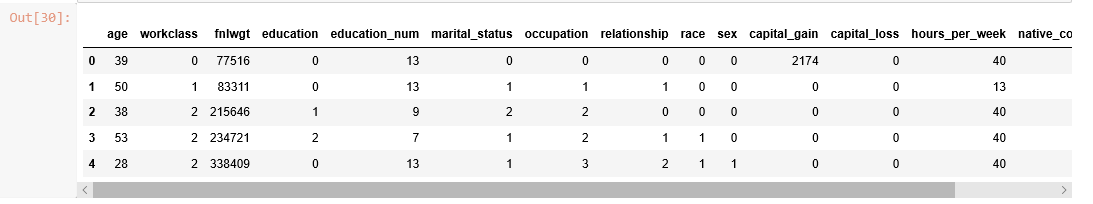 Out[30]:
age workclass fnlwgt education education_num marital_status occupation relationship race sex capital_gain capital_loss hours_per_week native_co
0 39 0 77516 0 13 0 0 0 0 0 2174 0 40
1 50 1 83311 0 13 1 1 1 0 0 0 0 13
2 38 2 215646 1 9 2 2 0 0 0 0 0 40
3 53 2 234721 2 7 1 2 1 1 0 0 0 40
4 28 2 338409 0 13 1 3 2 1 1 0 0 40